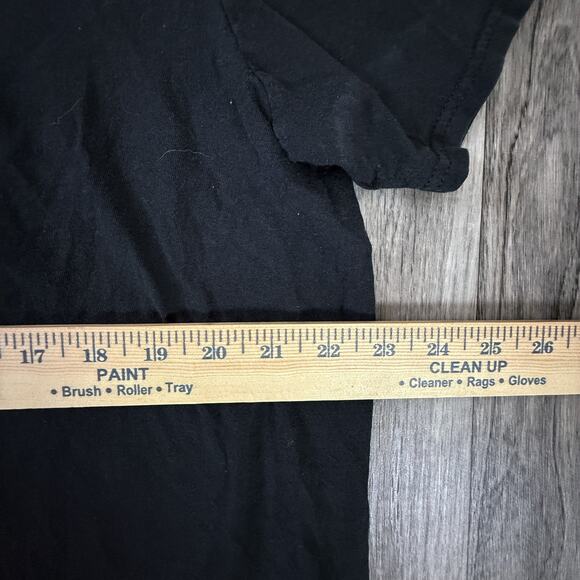 17 18 19 20 21 22 23 24 25 26
PAINT CLEAN UP
• Brush • Roller • Tray • Cleaner • Rags • Gloves